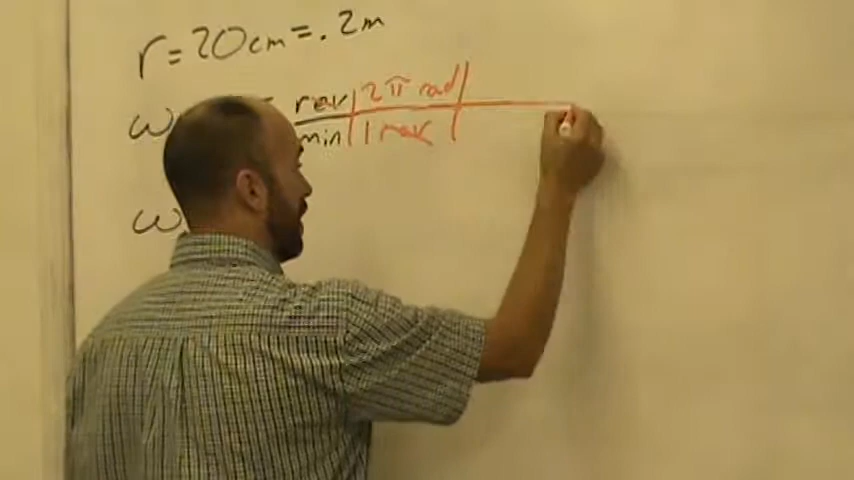 r = 20cm = .2m
ω = rev | 2π rad |
min | 1 rev |
ω